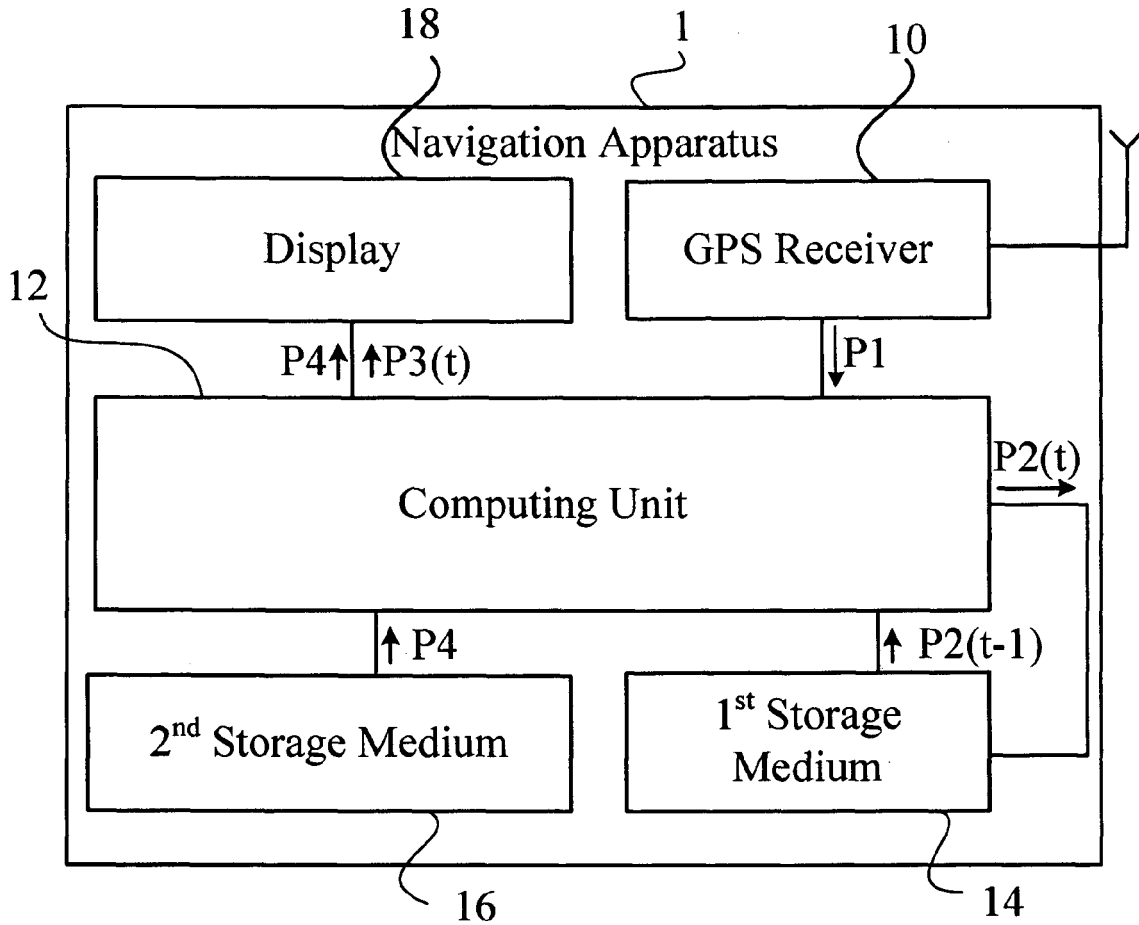 18
1
10
Navigation Apparatus
Display
GPS Receiver
12
P4
P3(t)
P1
P2(t)
Computing Unit
P4
P2(t-1)
2nd Storage Medium
1st Storage
Medium
16
14